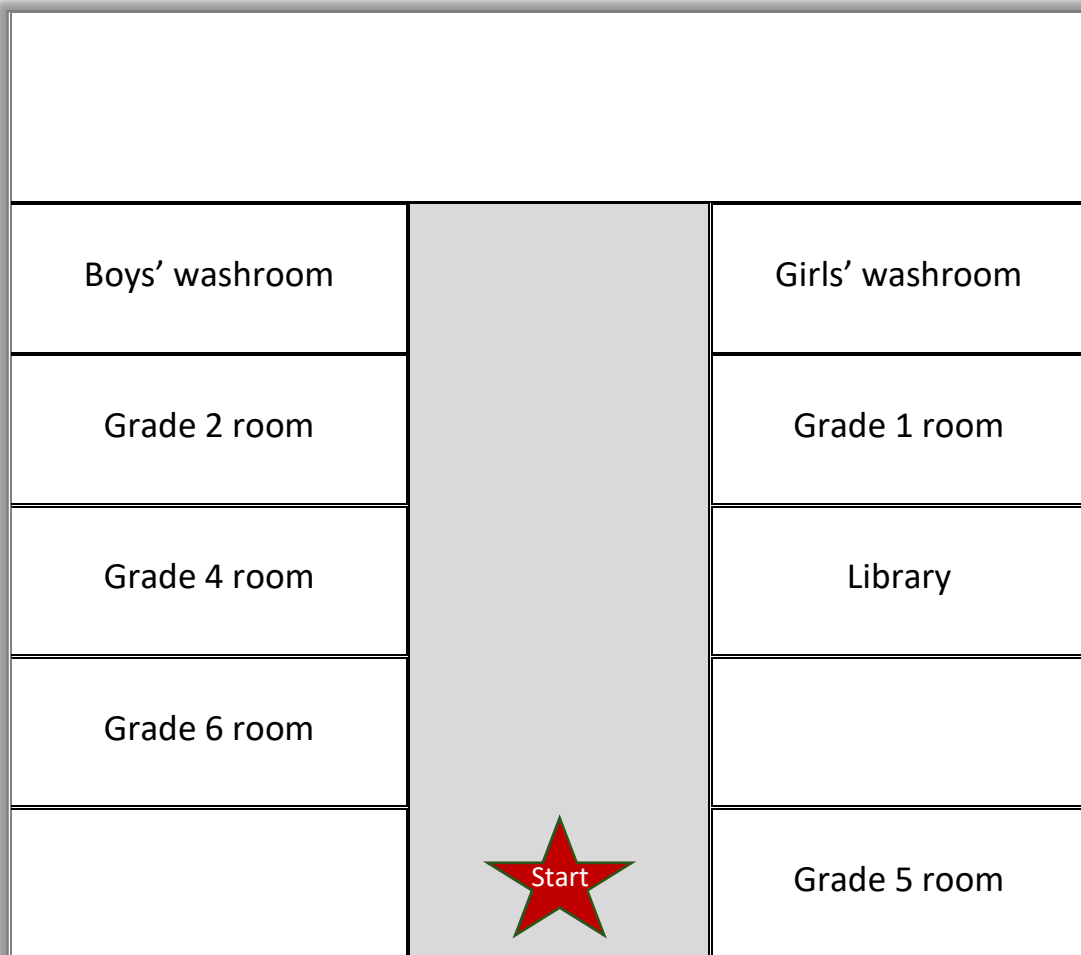 Boys’ washroom
Girls’ washroom
Grade 2 room
Grade 1 room
Grade 4 room
Library
Grade 6 room
Start
Grade 5 room